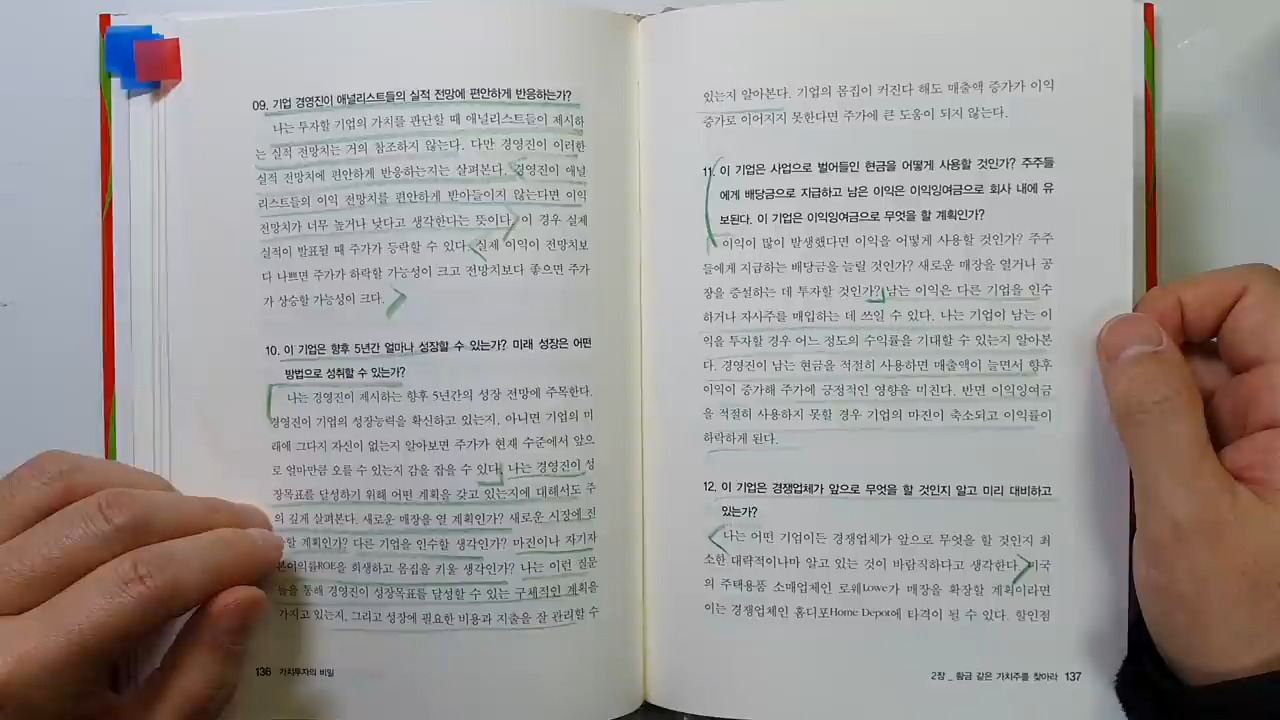 09. 기업 경영진이 애널리스트들의 실적 전망에 편안하게 반응하는가?
나는 투자할 기업의 가치를 판단할 때 애널리스트들이 제시하
는 실적 전망치는 거의 참조하지 않는다. 다만 경영진이 이러한
실적 전망치에 편안하게 반응하는지는 살펴본다. 경영진이 애널
리스트들의 이익 전망치를 편안하게 받아들이지 않는다면 이익
전망치가 너무 높거나 낮다고 생각한다는 뜻이다. 이 경우 실제
실적이 발표될 때 주가가 등락할 수 있다. 실제 이익이 전망치보
다 나쁘면 주가가 하락할 가능성이 크고 전망치보다 좋으면 주가
가 상승할 가능성이 크다.
10. 이 기업은 향후 5년간 얼마나 성장할 수 있는가? 미래 성장은 어떤
방법으로 성취할 수 있는가?
나는 경영진이 제시하는 향후 5년간의 성장 전망에 주목한다.
경영진이 기업의 성장능력을 확신하고 있는지, 아니면 기업의 미
래에 그다지 자신이 없는지 알아보면 주가가 현재 수준에서 앞으
로 얼마만큼 오를 수 있는지 감을 잡을 수 있다. 나는 경영진이 성
장목표를 달성하기 위해 어떤 계획을 갖고 있는지에 대해서도 주
의 깊게 살펴본다. 새로운 매장을 열 계획인가? 새로운 시장에 진
할 계획인가? 다른 기업을 인수할 생각인가? 마진이나 자기자
본이익률ROE을 희생하고 몸집을 키울 생각인가? 나는 이런 질문
들을 통해 경영진이 성장목표를 달성할 수 있는 구체적인 계획을
가지고 있는지, 그리고 성장에 필요한 비용과 지출을 잘 관리할 수
136 가치투자의 비밀
있는지 알아본다. 기업의 몸집이 커진다 해도 매출액 증가가 이익
증가로 이어지지 못한다면 주가에 큰 도움이 되지 않는다.
11. 이 기업은 사업으로 벌어들인 현금을 어떻게 사용할 것인가? 주주들
에게 배당금으로 지급하고 남은 이익은 이익잉여금으로 회사 내에 유
보된다. 이 기업은 이익잉여금으로 무엇을 할 계획인가?
이익이 많이 발생했다면 이익을 어떻게 사용할 것인가? 주주
들에게 지급하는 배당금을 늘릴 것인가? 새로운 매장을 열거나 공
장을 증설하는 데 투자할 것인가? 남는 이익은 다른 기업을 인수
하거나 자사주를 매입하는 데 쓰일 수 있다. 나는 기업이 남는 이
익을 투자할 경우 어느 정도의 수익률을 기대할 수 있는지 알아본
다. 경영진이 남는 현금을 적절히 사용하면 매출액이 늘면서 향후
이익이 증가해 주가에 긍정적인 영향을 미친다. 반면 이익잉여금
을 적절히 사용하지 못할 경우 기업의 마진이 축소되고 이익률이
하락하게 된다.
12. 이 기업은 경쟁업체가 앞으로 무엇을 할 것인지 알고 미리 대비하고
있는가?
나는 어떤 기업이든 경쟁업체가 앞으로 무엇을 할 것인지 최
소한 대략적이나마 알고 있는 것이 바람직하다고 생각한다. 미국
의 주택용품 소매업체인 로웨Lowe가 매장을 확장할 계획이라면
이는 경쟁업체인 홈디포Home Depot에 타격이 될 수 있다. 할인점
2장 _ 황금 같은 가치주를 찾아라 137